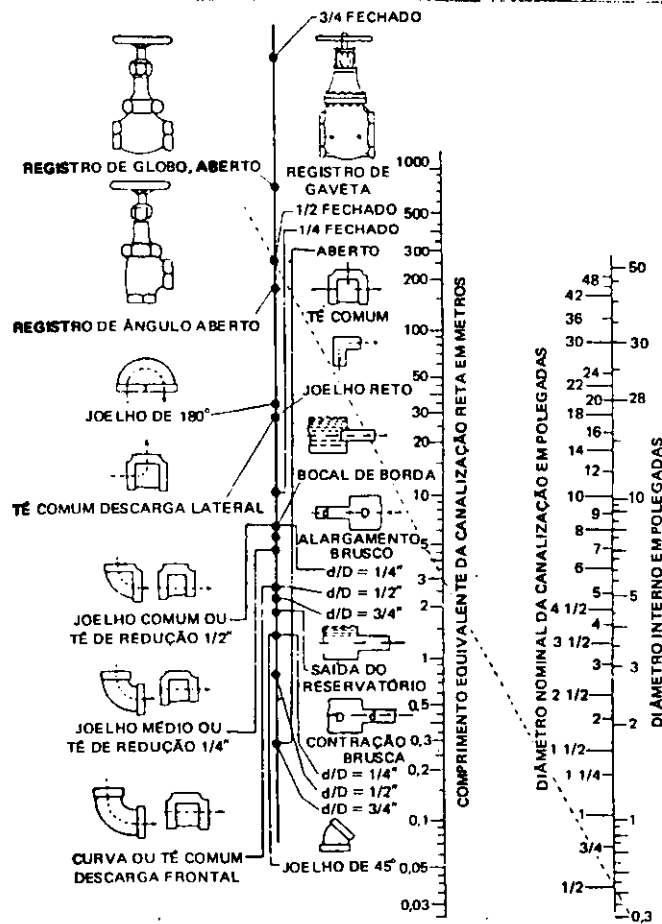 3/4 FECHADO
REGISTRO DE GLOBO, ABERTO
REGISTRO DE
GAVETA
1/2 FECHADO
1/4 FECHADO
ABERTO
REGISTRO DE ÂNGULO ABERTO
TÊ COMUM
JOELHO RETO
JOELHO DE 180°
TÊ COMUM DESCARGA LATERAL
BOCAL DE BORDA
ALARGAMENTO
BRUSCO
d/D = 1/4"
d/D = 1/2"
d/D = 3/4"
JOELHO COMUM OU
TÊ DE REDUÇÃO 1/2"
SAÍDA DO
RESERVATÓRIO
JOELHO MÉDIO OU
TÊ DE REDUÇÃO 1/4"
CONTRAÇÃO
BRUSCA
d/D = 1/4"
d/D = 1/2"
d/D = 3/4"
CURVA OU TÊ COMUM
DESCARGA FRONTAL
JOELHO DE 45°
1000
500
300
200
100
50
30
20
10
5
3
2
1
0,5
0,3
0,2
0,1
0,05
0,03
COMPRIMENTO EQUIVALENTE DA CANALIZAÇÃO RETA EM METROS
DIÂMETRO NOMINAL DA CANALIZAÇÃO EM POLEGADAS
48
42
36
30
24
22
20
18
16
14
12
10
9
8
7
6
5
4 1/2
4
3 1/2
3
2 1/2
2
1 1/2
1 1/4
1
3/4
1/2
50
30
28
10
5
3
2
1
0,3
DIÂMETRO INTERNO EM POLEGADAS